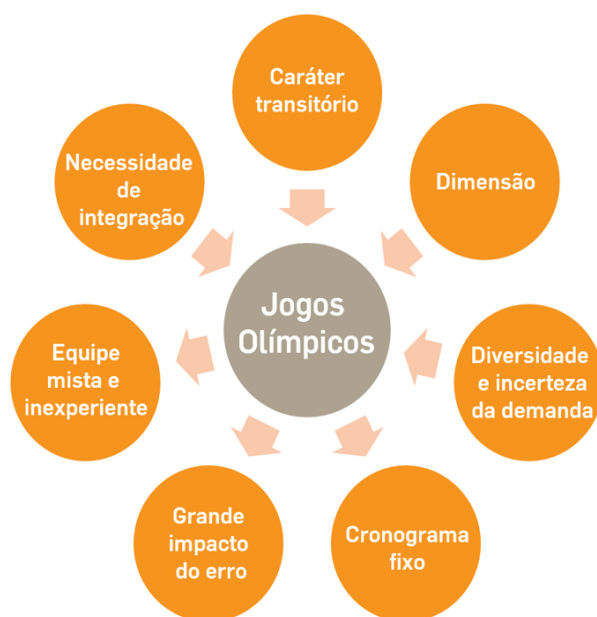 Caráter
transitório
Necessidade
de
integração
Dimensão
Jogos
Olímpicos
Equipe
mista e
inexperiente
Diversidade
e incerteza
da demanda
Grande
impacto
do erro
Cronograma
fixo